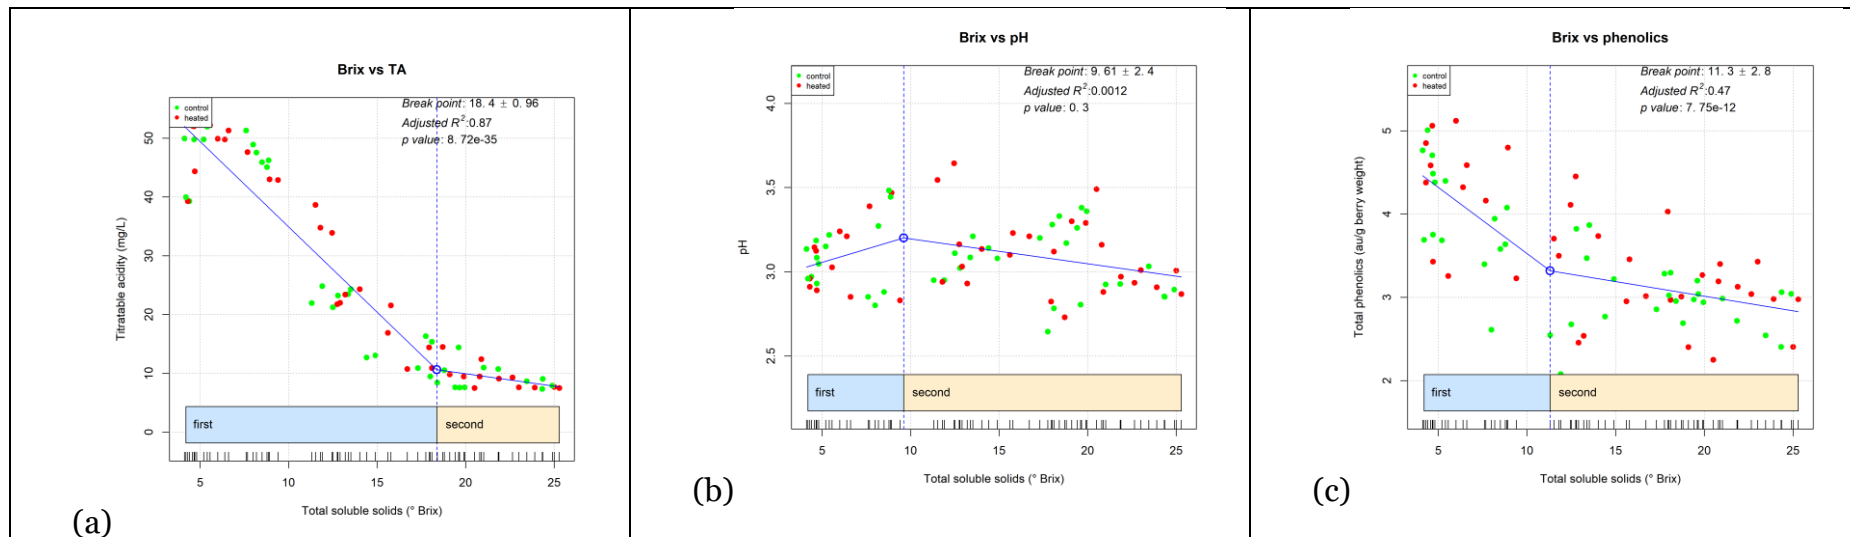 Brix vs TA
control
heated
Break point: 18.4 ± 0.96
Adjusted R²:0.87
p value: 8.72e-35
Titratable acidity (mg/L)
50
40
30
20
10
0
first
second
5 10 15 20 25
Total soluble solids (° Brix)
(a)
Brix vs pH
control
heated
Break point: 9.61 ± 2.4
Adjusted R²:0.0012
p value: 0.3
pH
4.0
3.5
3.0
2.5
first
second
5 10 15 20 25
Total soluble solids (° Brix)
(b)
Brix vs phenolics
control
heated
Break point: 11.3 ± 2.8
Adjusted R²:0.47
p value: 7.75e-12
Total phenolics (au/g berry weight)
5
4
3
2
first
second
5 10 15 20 25
Total soluble solids (° Brix)
(c)